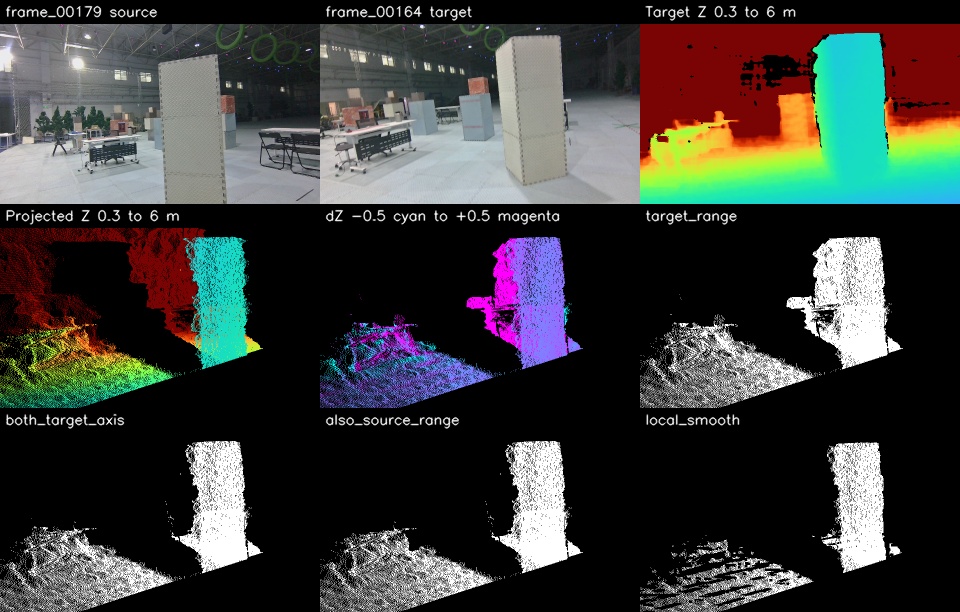 frame_00179 source
frame_00164 target
Target Z 0.3 to 6 m
Projected Z 0.3 to 6 m
dZ −0.5 cyan to +0.5 magenta
target_range
both_target_axis
also_source_range
local_smooth